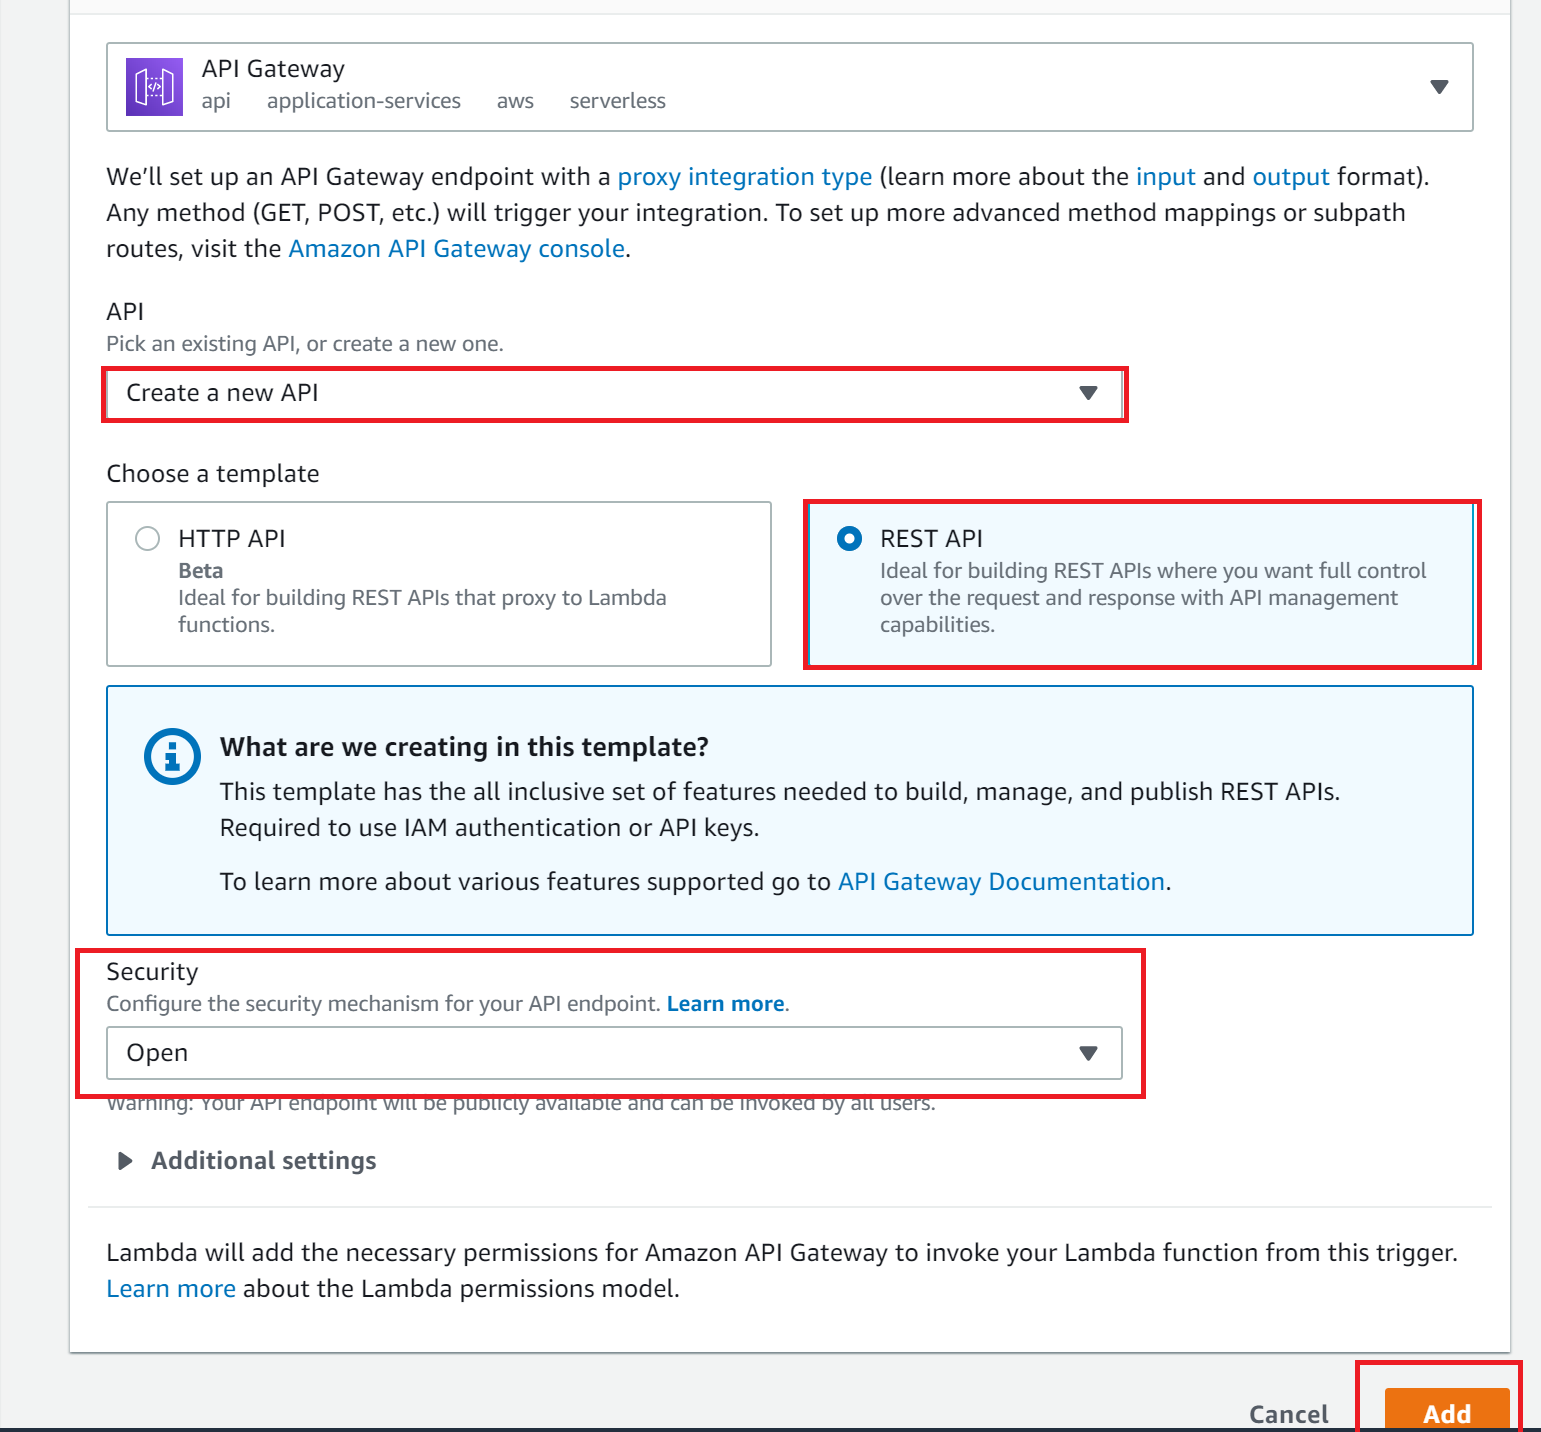 API Gateway
api application-services aws serverless
We’ll set up an API Gateway endpoint with a proxy integration type (learn more about the input and output format).
Any method (GET, POST, etc.) will trigger your integration. To set up more advanced method mappings or subpath
routes, visit the Amazon API Gateway console.
API
Pick an existing API, or create a new one.
Create a new API
Choose a template
HTTP API
Beta
Ideal for building REST APIs that proxy to Lambda
functions.
REST API
Ideal for building REST APIs where you want full control
over the request and response with API management
capabilities.
What are we creating in this template?
This template has the all inclusive set of features needed to build, manage, and publish REST APIs.
Required to use IAM authentication or API keys.
To learn more about various features supported go to API Gateway Documentation.
Security
Configure the security mechanism for your API endpoint. Learn more.
Open
Warning: Your API endpoint will be publicly available and can be invoked by all users.
Additional settings
Lambda will add the necessary permissions for Amazon API Gateway to invoke your Lambda function from this trigger.
Learn more about the Lambda permissions model.
Cancel Add